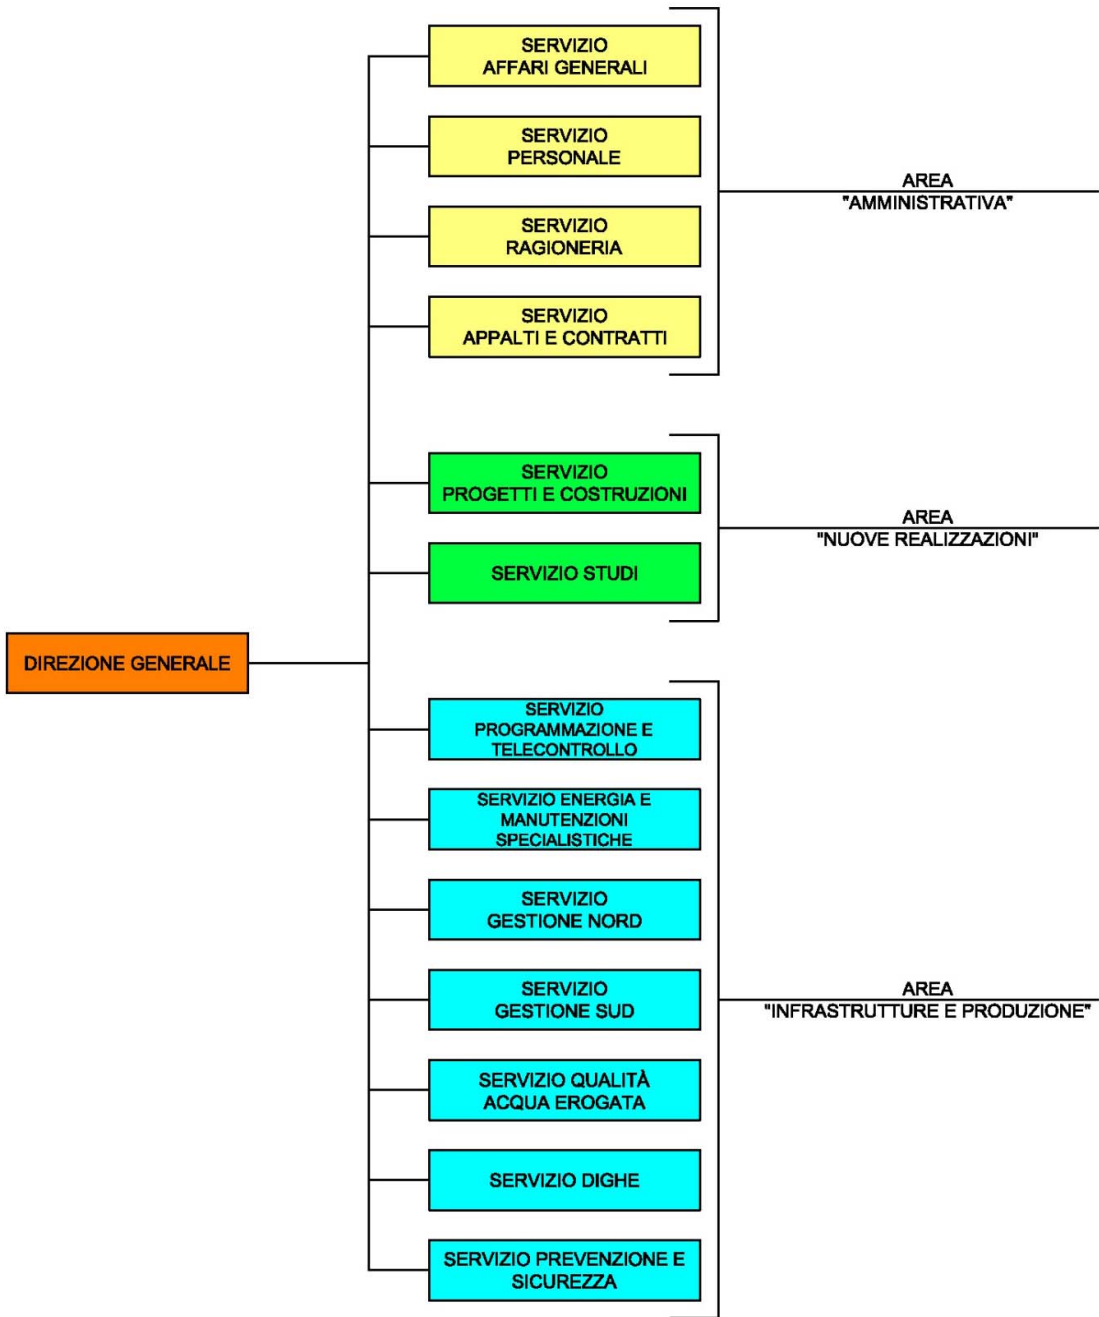 SERVIZIO
AFFARI GENERALI
SERVIZIO
PERSONALE
AREA
"AMMINISTRATIVA"
SERVIZIO
RAGIONERIA
SERVIZIO
APPALTI E CONTRATTI
SERVIZIO
PROGETTI E COSTRUZIONI
AREA
"NUOVE REALIZZAZIONI"
SERVIZIO STUDI
DIREZIONE GENERALE
SERVIZIO
PROGRAMMAZIONE E
TELECONTROLLO
SERVIZIO ENERGIA E
MANUTENZIONI
SPECIALISTICHE
SERVIZIO
GESTIONE NORD
SERVIZIO
GESTIONE SUD
AREA
"INFRASTRUTTURE E PRODUZIONE"
SERVIZIO QUALITÀ
ACQUA EROGATA
SERVIZIO DIGHE
SERVIZIO PREVENZIONE E
SICUREZZA